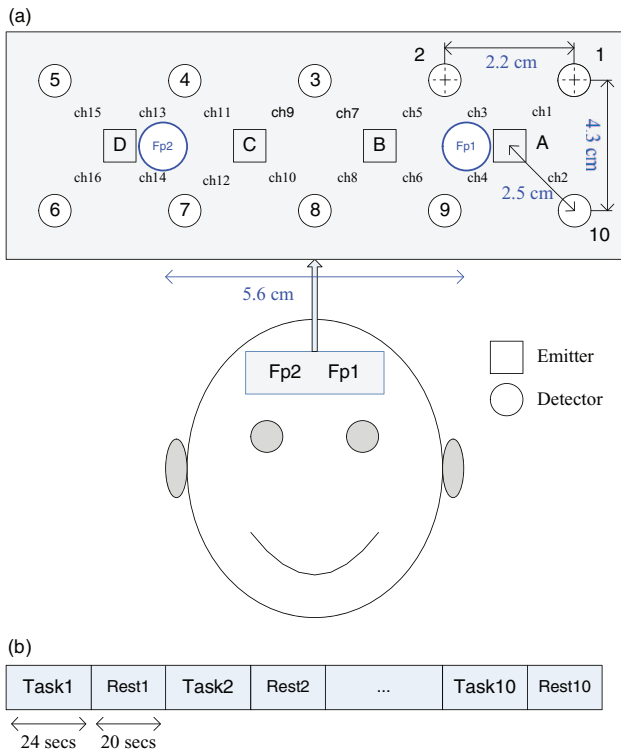 (a)
2 1
5 4 3
2.2 cm
ch15 ch13 ch11 ch9 ch7 ch5 ch3 ch1
D Fp2 C B Fp1 A
4.3 cm
ch16 ch14 ch12 ch10 ch8 ch6 ch4 ch2
2.5 cm
6 7 8 9 10
5.6 cm
Fp2 Fp1
Emitter
Detector
(b)
Task1 Rest1 Task2 Rest2 ... Task10 Rest10
24 secs 20 secs